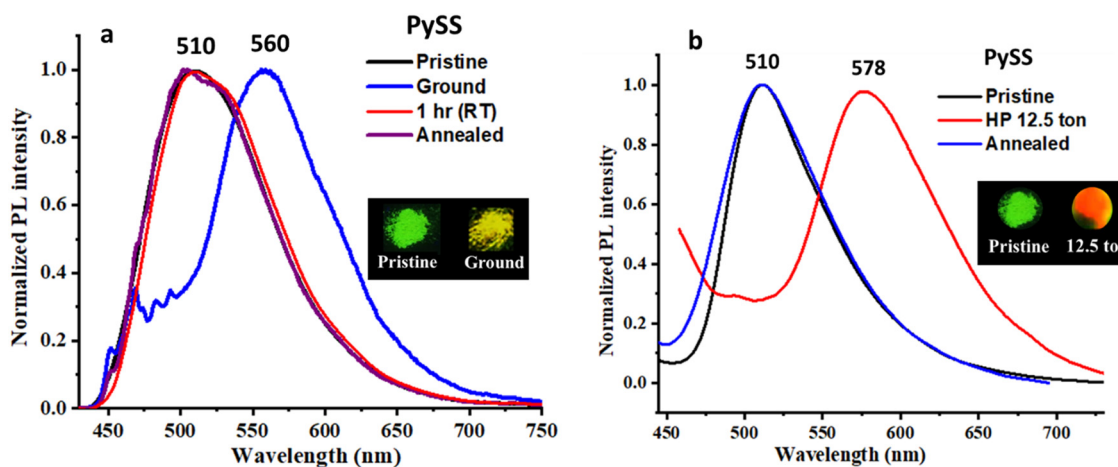 a
PySS
510
560
Pristine
Ground
1 hr (RT)
Annealed
Normalized PL intensity
1.0
0.8
0.6
0.4
0.2
0.0
Pristine Ground
450 500 550 600 650 700 750
Wavelength (nm)
b
PySS
510
578
Pristine
HP 12.5 ton
Annealed
Normalized PL intensity
1.0
0.8
0.6
0.4
0.2
0.0
Pristine 12.5 to
450 500 550 600 650 700
Wavelength (nm)